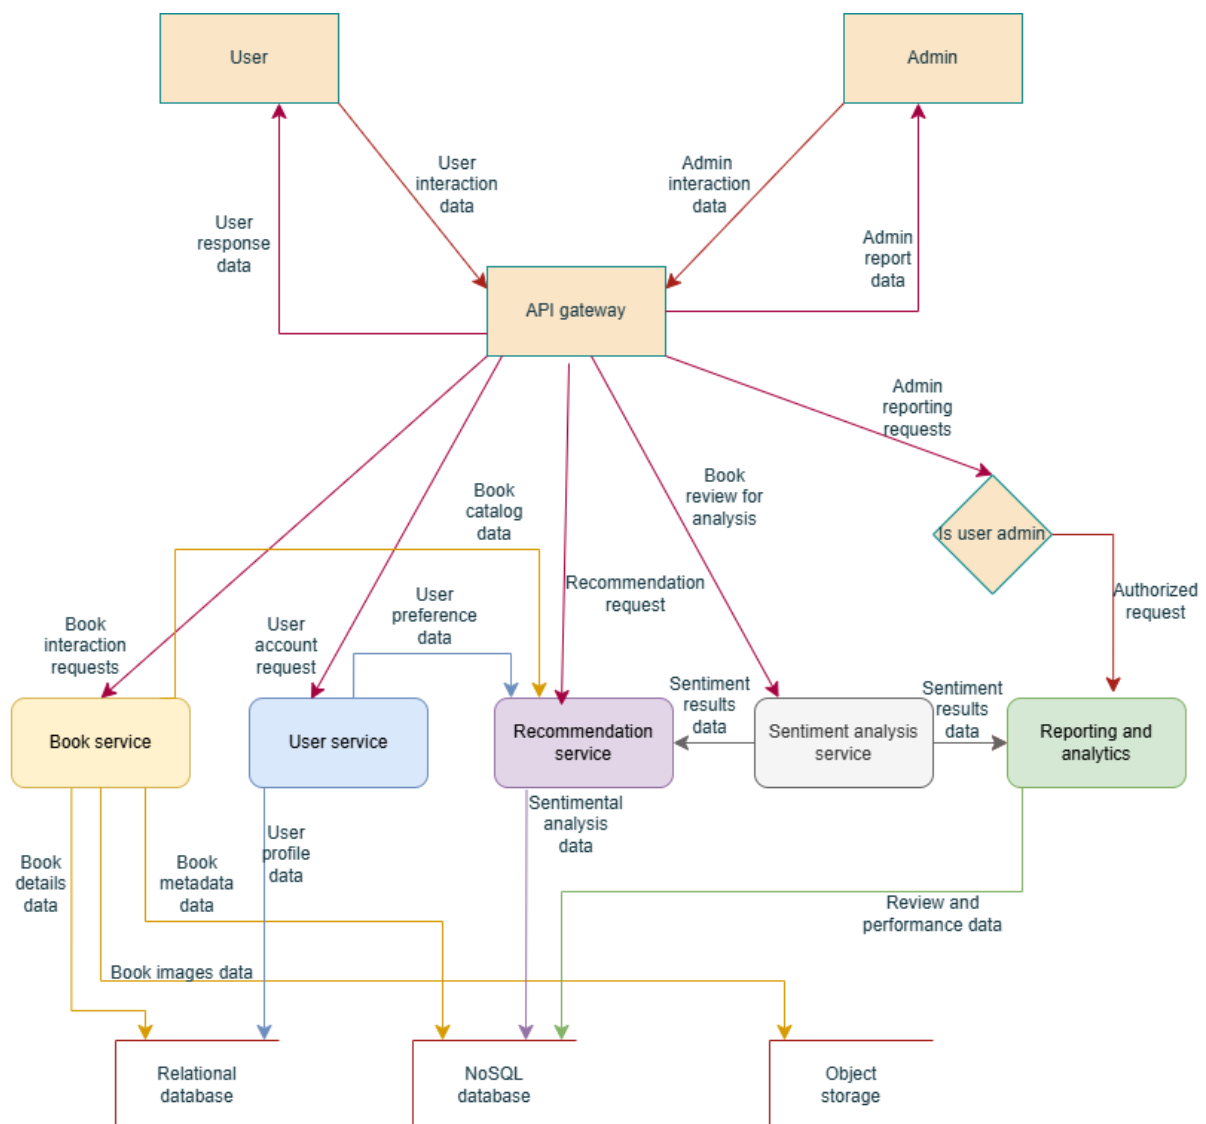 User
Admin
User
interaction
data
Admin
interaction
data
User
response
data
Admin
report
data
API gateway
Admin
reporting
requests
Book
catalog
data
Book
review for
analysis
Is user admin
Recommendation
request
User
preference
data
Authorized
request
Book
interaction
requests
User
account
request
Sentiment
results
data
Sentiment
results
data
Book service
User service
Recommendation
service
Sentiment analysis
service
Reporting and
analytics
Book
details
data
Book
metadata
data
User
profile
data
Sentimental
analysis
data
Review and
performance data
Book images data
Relational
database
NoSQL
database
Object
storage